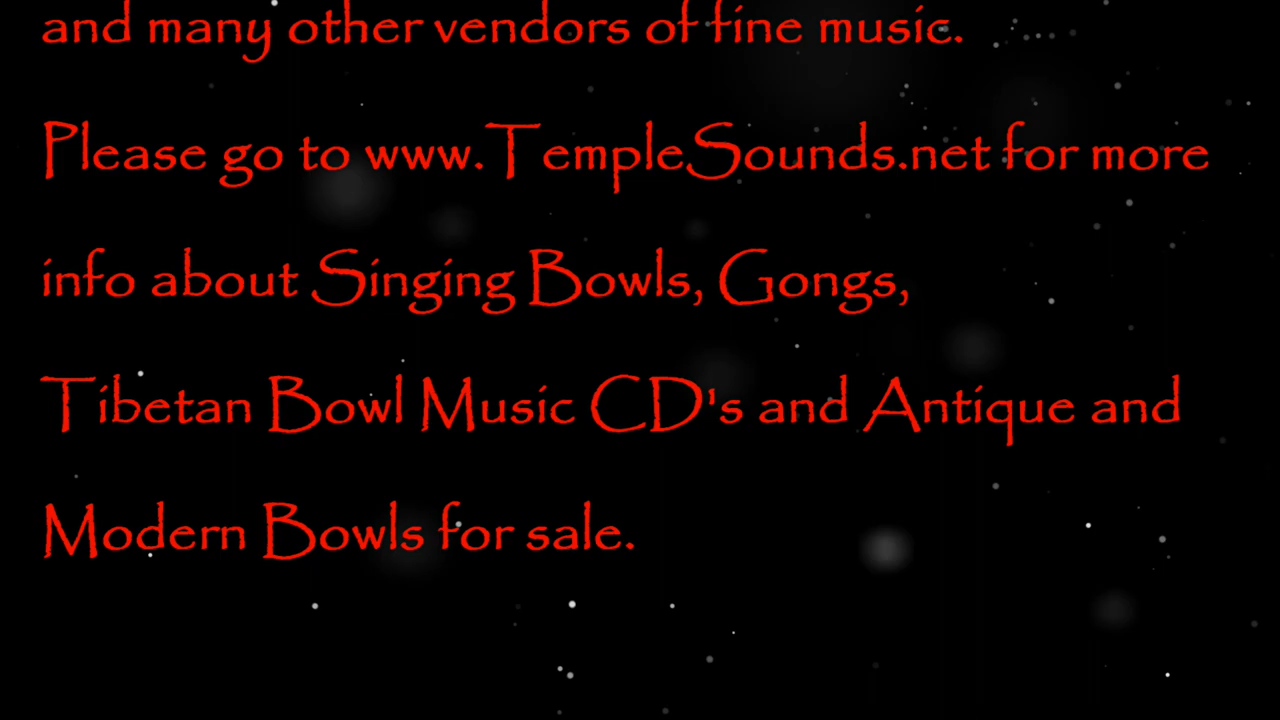 and many other vendors of fine music.
Please go to www.TempleSounds.net for more
info about Singing Bowls, Gongs,
Tibetan Bowl Music CD's and Antique and
Modern Bowls for sale.